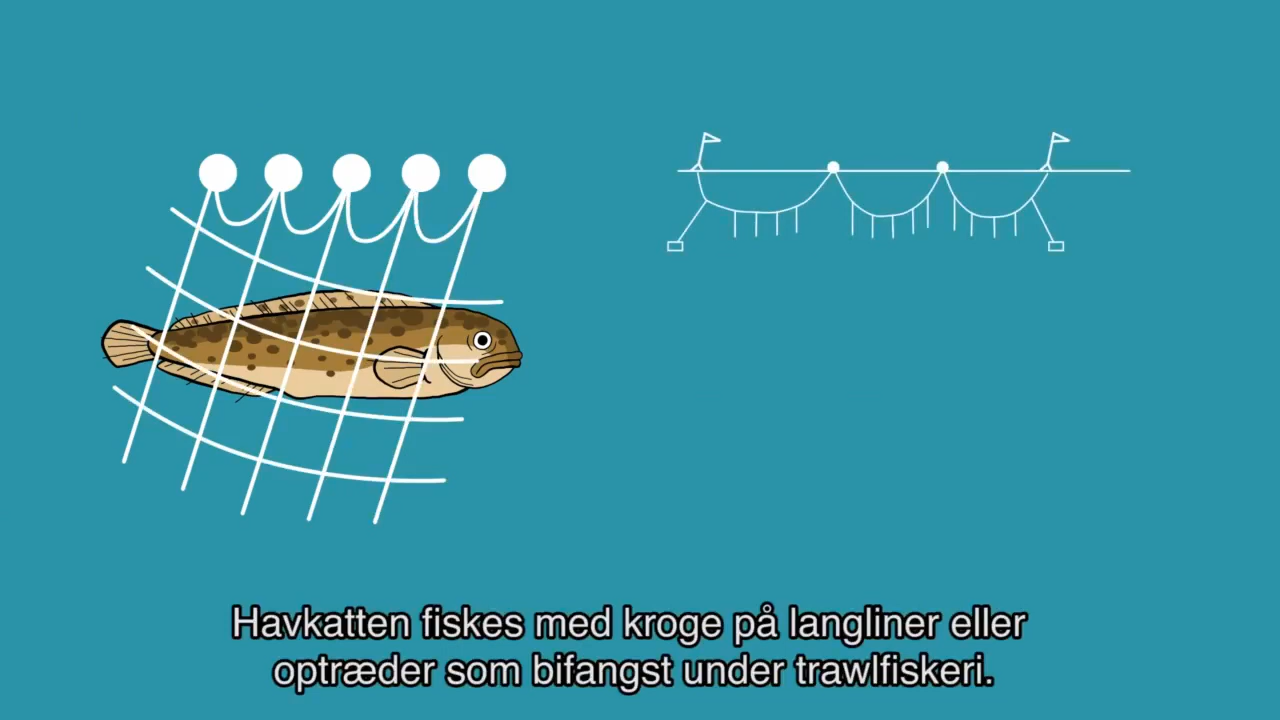 Havkatten fiskes med kroge på langliner eller
optræder som bifangst under trawlfiskeri.